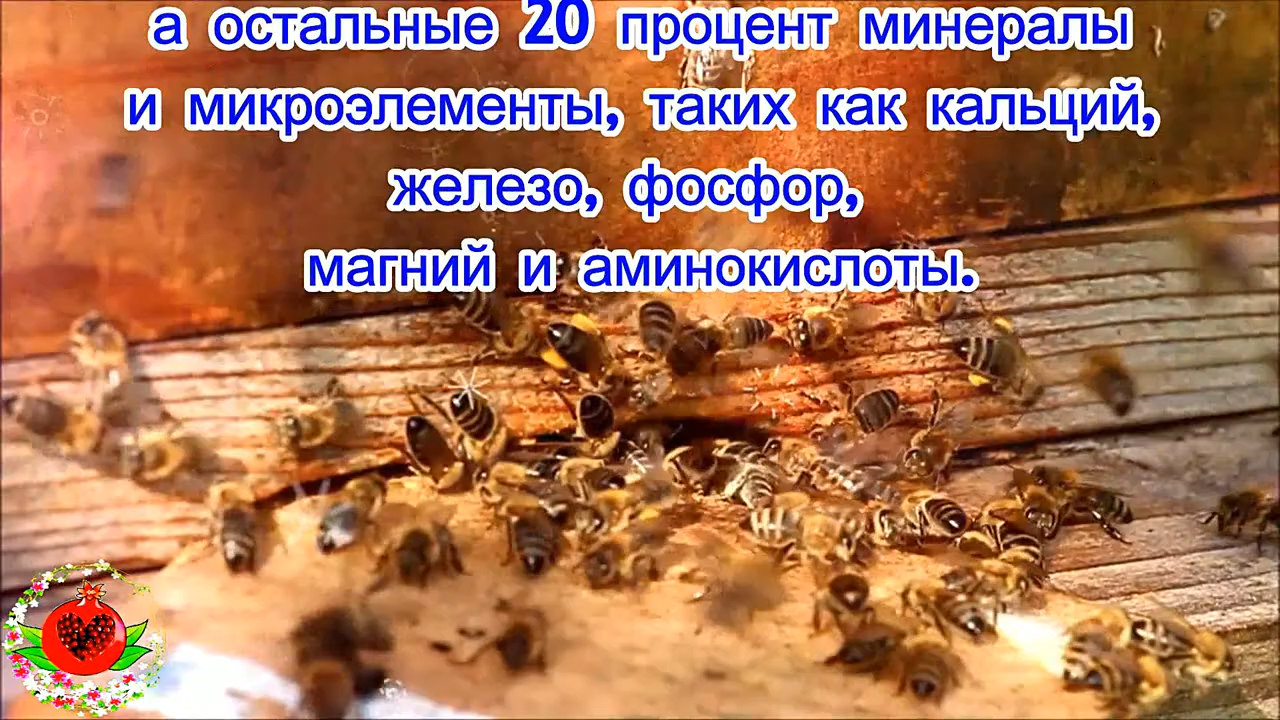 а остальные 20 процент минералы
и микроэлементы, таких как кальций,
железо, фосфор,
магний и аминокислоты.